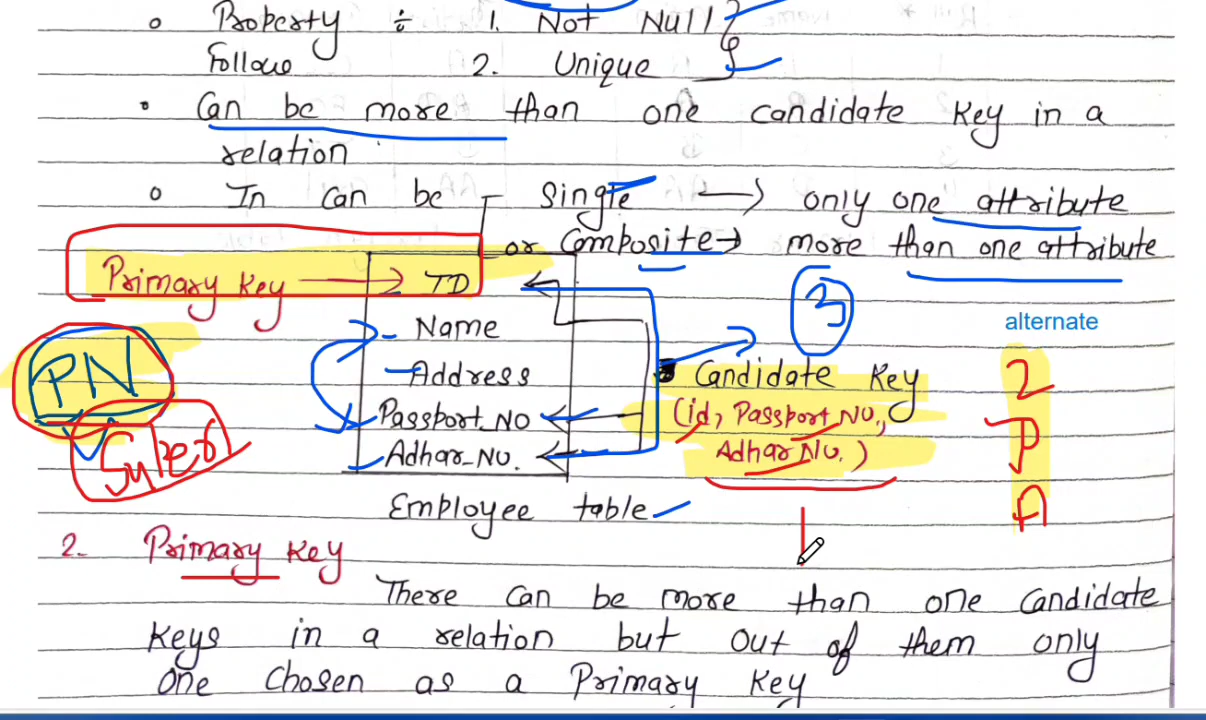 ° Property ÷ 1. Not Null
Follow 2. Unique
• Can be more than one candidate key in a
relation
° In can be Single → only one attribute
or Composite → more than one attribute
Primary key → ID
3
alternate
- Name
PN
- Address
Candidate Key
2
Passport_NO
(id, Passport_NO.,
P
Adhar_No.
Adhar No.)
A
Employee table
2. Primary key
There can be more than one Candidate
Keys in a relation but out of them only
one chosen as a Primary Key